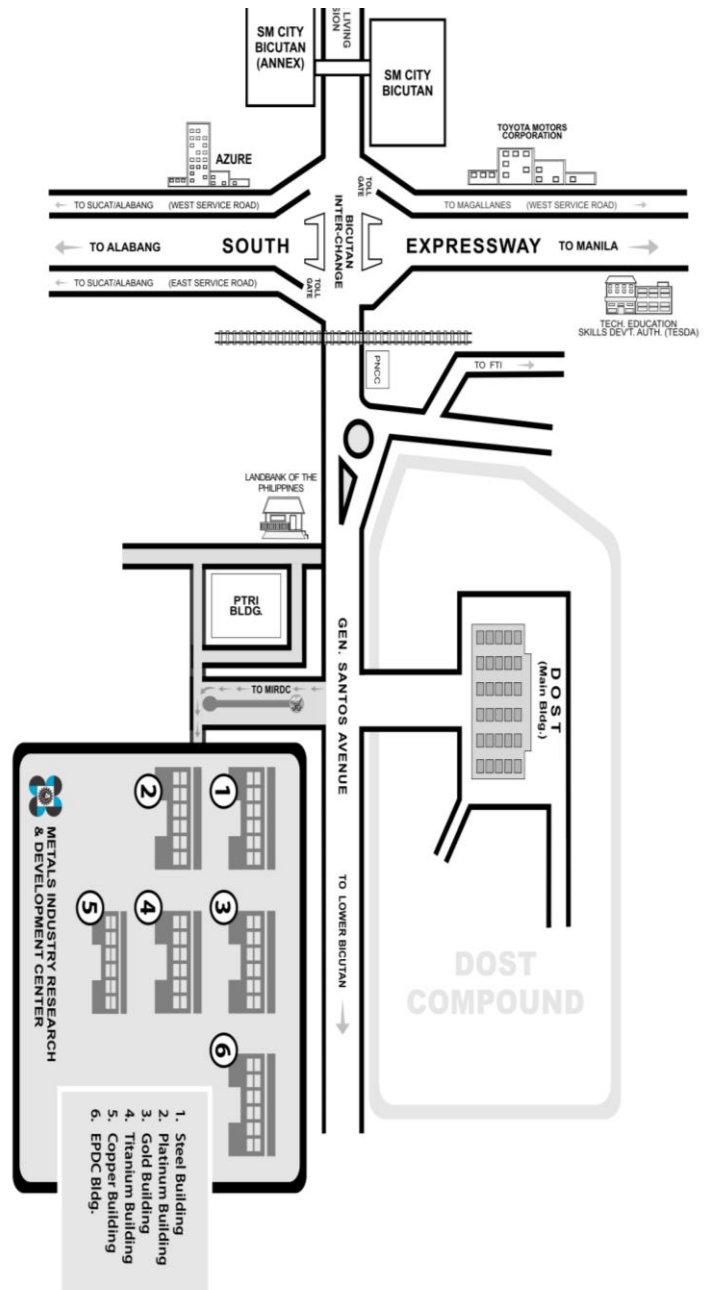 LIVING
SM CITY
BICUTAN
(ANNEX)
SM CITY
BICUTAN
AZURE
TOYOTA MOTORS
CORPORATION
TO SUCAT/ALABANG (WEST SERVICE ROAD)
TOLL
GATE
TO MAGALLANES (WEST SERVICE ROAD)
TO ALABANG
SOUTH
BICUTAN
INTER-CHANGE
EXPRESSWAY
TO MANILA
TO SUCAT/ALABANG (EAST SERVICE ROAD)
TOLL
GATE
TECH. EDUCATION
SKILLS DEV'T. AUTH. (TESDA)
PNCC
TO FTI
LANDBANK OF THE
PHILIPPINES
PTRI
BLDG.
GEN. SANTOS AVENUE
DOST
(Main Bldg.)
TO MIRDC
1
2
3
4
5
6
METALS INDUSTRY RESEARCH
& DEVELOPMENT CENTER
TO LOWER BICUTAN
DOST
COMPOUND
1. Steel Building
2. Platinum Building
3. Gold Building
4. Titanium Building
5. Copper Building
6. EPDC Bldg.